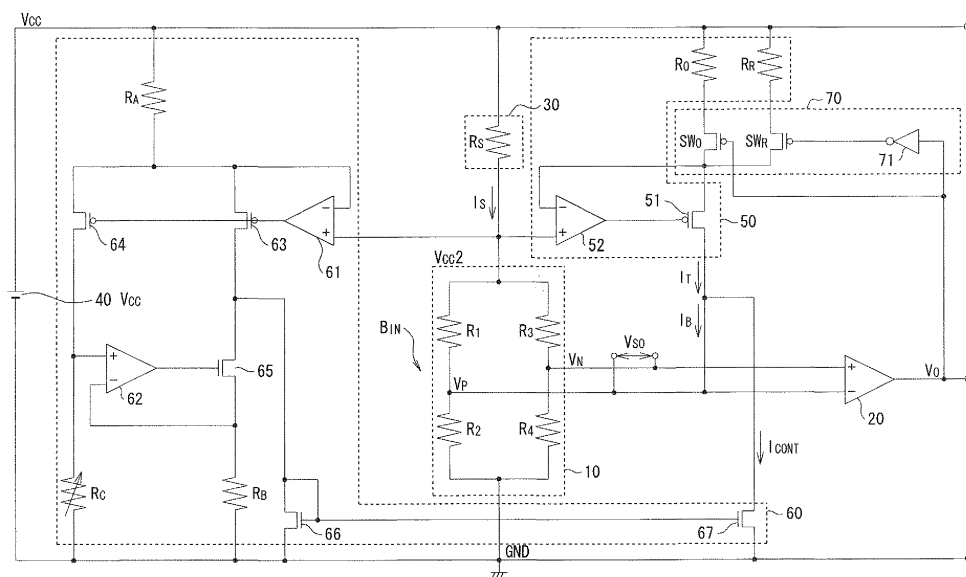 VCC
RO
RR
70
RA
30
RS
SWO
SWR
71
IS
51
50
64
63
61
52
VCC2
40 VCC
IT
BIN
R1
R3
IB
VSO
VN
VP
VO
65
62
20
R2
R4
ICONT
10
RC
RB
66
67
60
GND